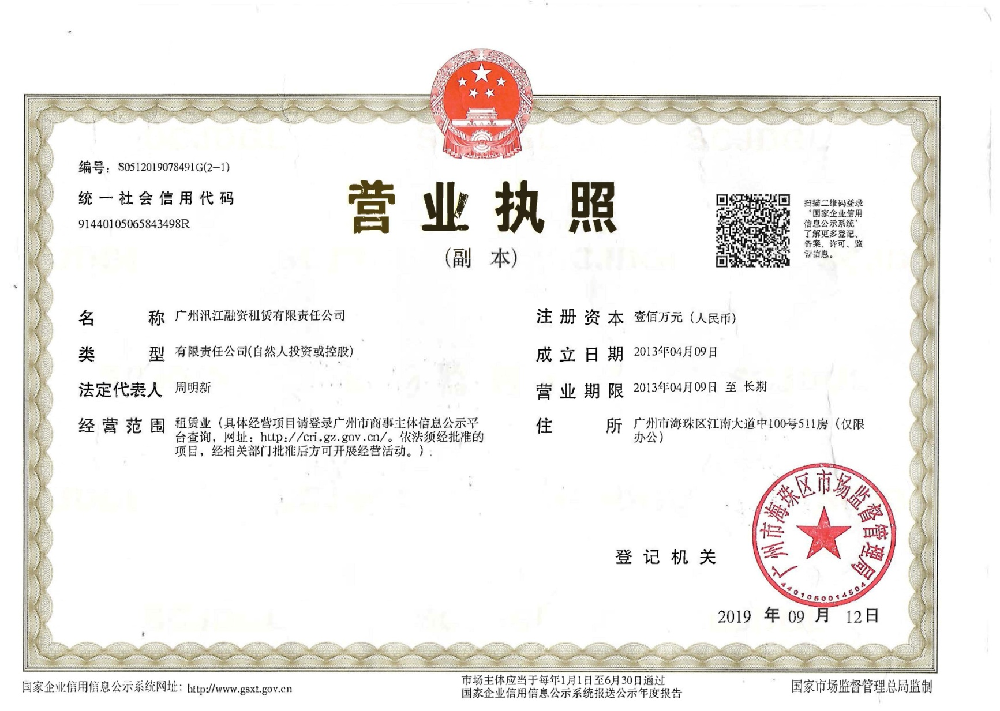 编号：S0512019078491G(2-1)
统一社会信用代码
91440105065843498R
营业执照
(副 本)
扫描二维码登录
‘国家企业信用
信息公示系统’
了解更多登记、
备案、许可、监
管信息。
名 称 广州汛江融资租赁有限责任公司
类 型 有限责任公司(自然人投资或控股)
法定代表人 周明新
经营范围 租赁业（具体经营项目请登录广州市商事主体信息公示平
台查询，网址：http://cri.gz.gov.cn/。依法须经批准的
项目，经相关部门批准后方可开展经营活动。）
注册资本 壹佰万元（人民币）
成立日期 2013年04月09日
营业期限 2013年04月09日 至 长期
住 所 广州市海珠区江南大道中100号511房（仅限
办公）
登记机关
广州市海珠区市场监督管理局
4401050014504
2019 年 09 月 12日
国家企业信用信息公示系统网址：http://www.gsxt.gov.cn
市场主体应当于每年1月1日至6月30日通过
国家企业信用信息公示系统报送公示年度报告
国家市场监督管理总局监制